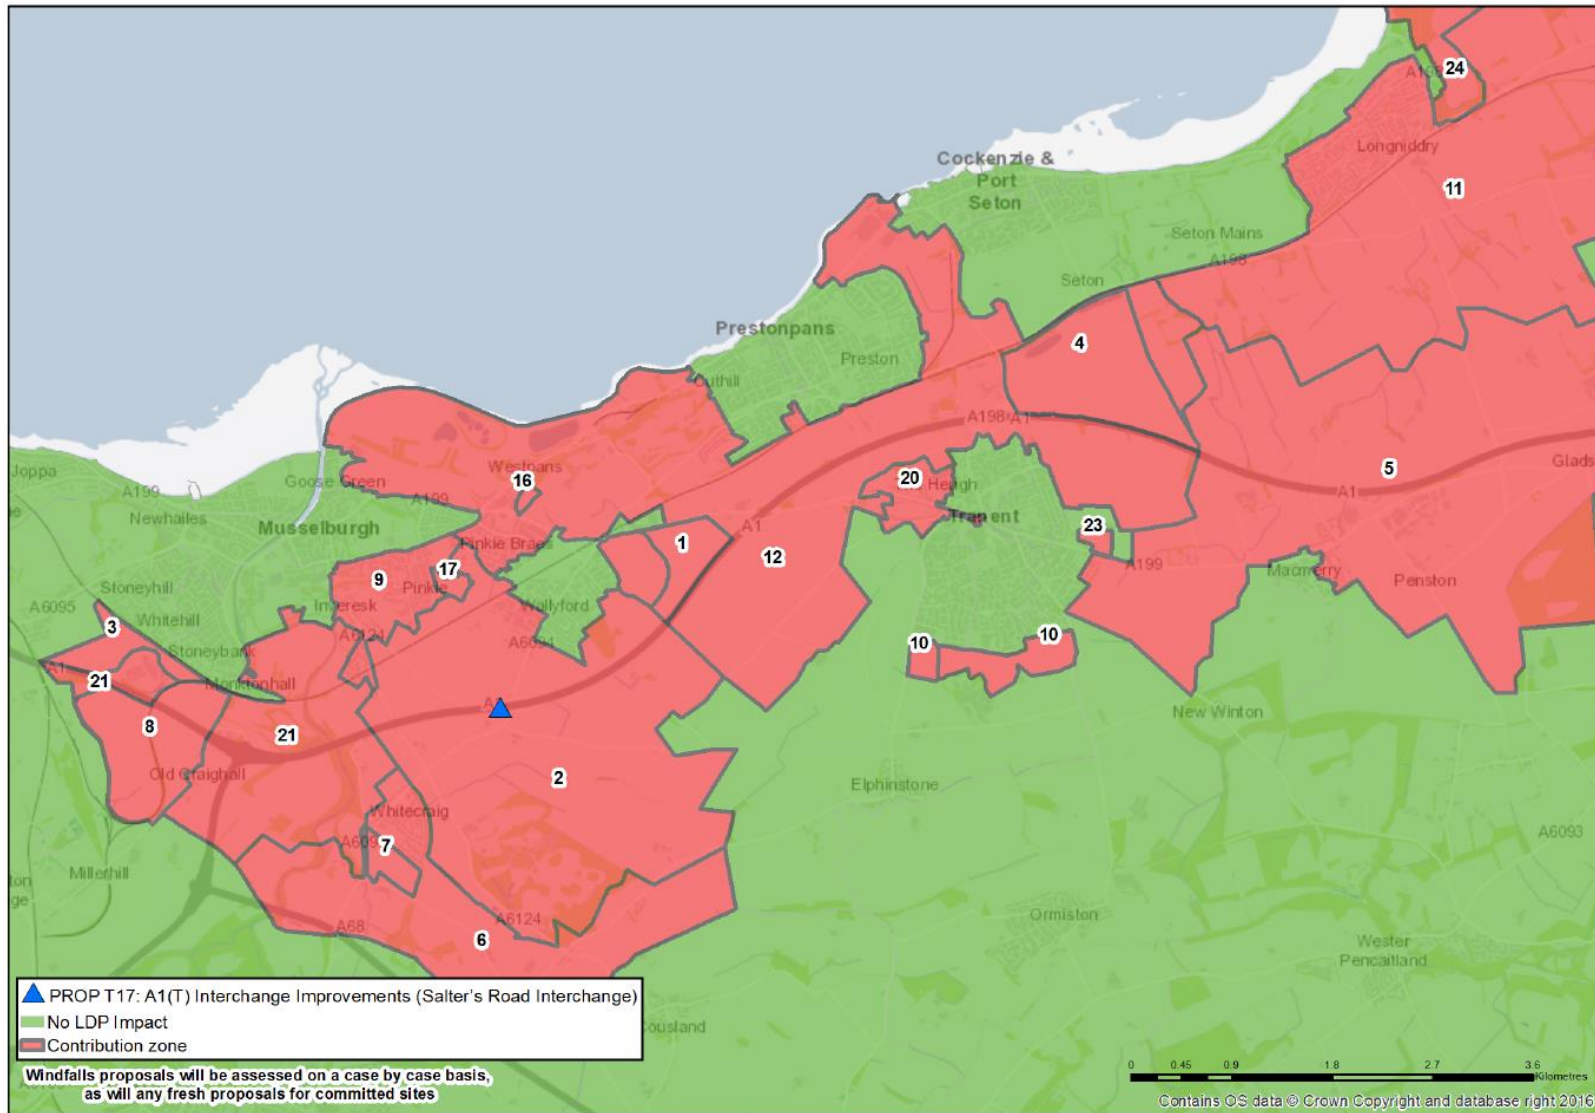 24
A198
Longniddry
11
Cockenzie &
Port
Seton
Seton Mains
A198
Seton
Prestonpans
4
Preston
Cuthill
A198
A1
Joppa
A199
Goose Green
Westpans
16
A199
Newhailes
Musselburgh
Pinkie Braes
1
A1
12
20
Heugh
Tranent
23
5
A1
Glads
A199
Macmerry
Penston
Stoneyhill
9
17
Pinkie
Inveresk
Wallyford
A6095
Whitehill
3
Stoneybank
A6124
A6094
10
10
A1
21
Monktonhall
8
21
A1
New Winton
Old Craighall
2
Elphinstone
Whitecraig
7
A6093
Millerhill
A6124
A68
6
Ormiston
Wester
Pencaitland
Cousland
PROP T17: A1(T) Interchange Improvements (Salter's Road Interchange)
No LDP Impact
Contribution zone
Windfalls proposals will be assessed on a case by case basis,
as will any fresh proposals for committed sites
0 0.45 0.9 1.8 2.7 3.6
Kilometres
Contains OS data © Crown Copyright and database right 2016